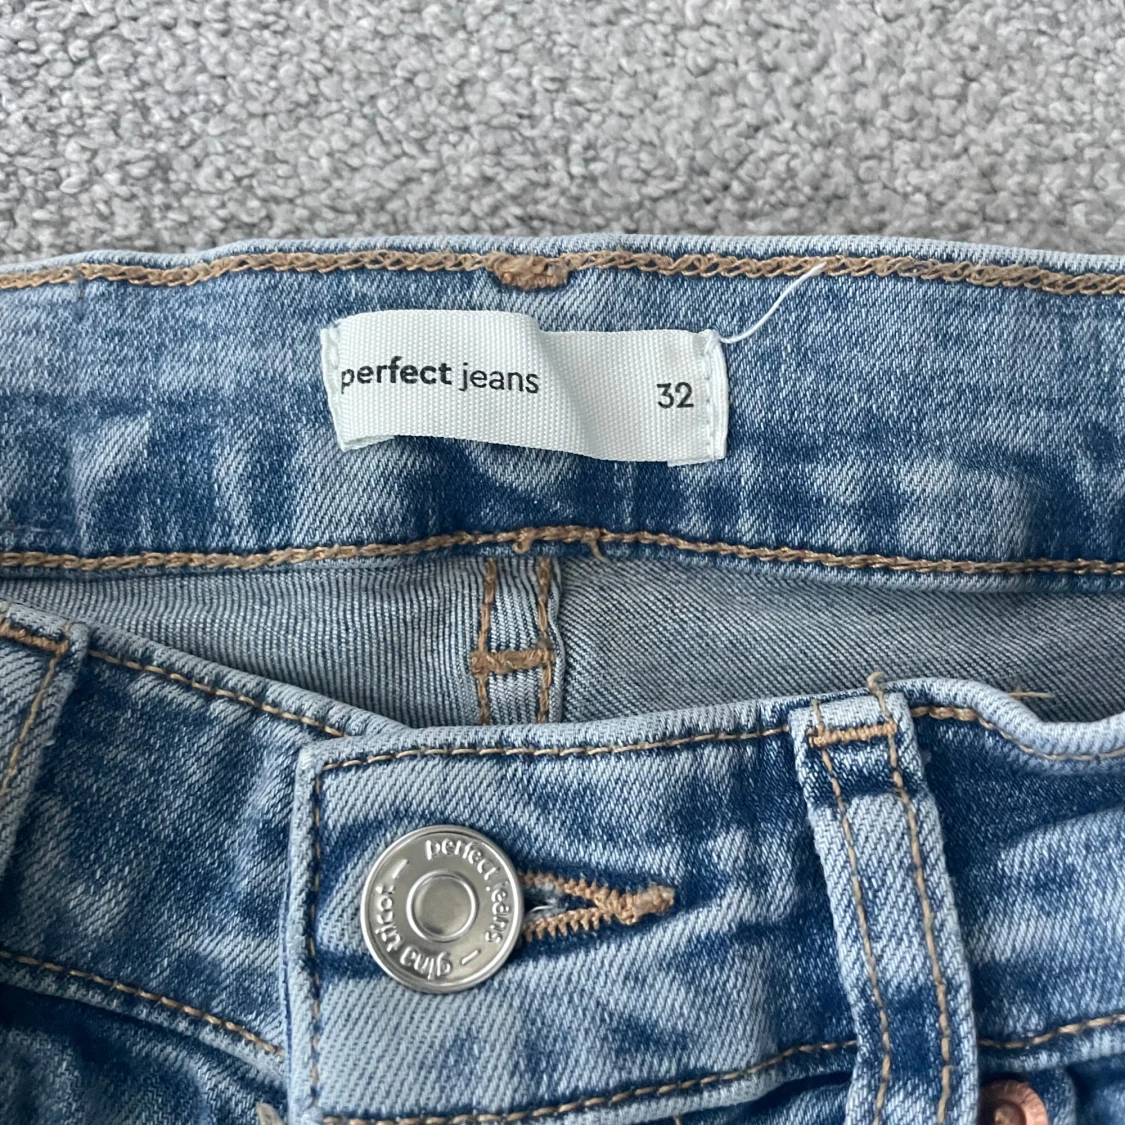 perfect jeans 32
perfect jeans — gina tricot —